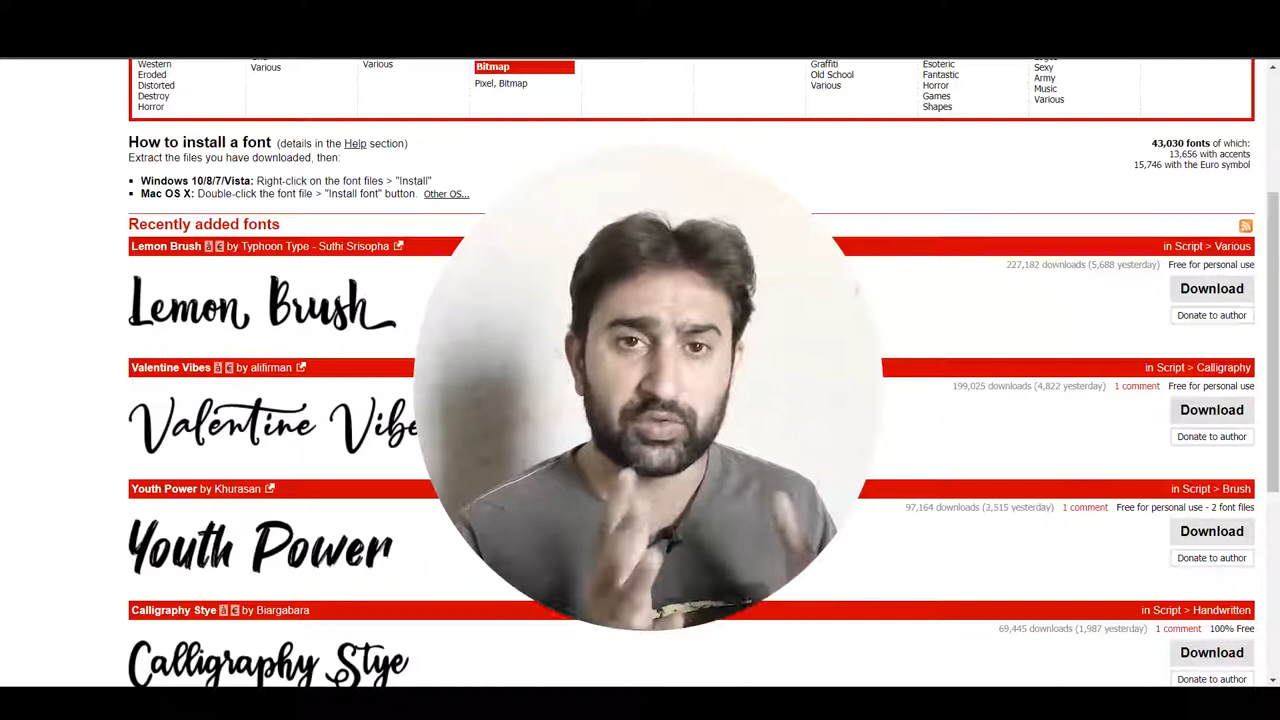 Western
Eroded
Distorted
Destroy
Horror
Various
Various
Bitmap
Pixel, Bitmap
Graffiti
Old School
Various
Esoteric
Fantastic
Horror
Games
Shapes
Sexy
Army
Music
Various
How to install a font (details in the Help section)
Extract the files you have downloaded, then:
Windows 10/8/7/Vista: Right-click on the font files > "Install"
Mac OS X: Double-click the font file > "Install font" button. Other OS...
43,030 fonts of which:
13,656 with accents
15,746 with the Euro symbol
Recently added fonts
Lemon Brush à € by Typhoon Type - Suthi Srisopha
in Script > Various
227,182 downloads (5,688 yesterday) Free for personal use
Lemon Brush
Download
Donate to author
Valentine Vibes à € by alifirman
in Script > Calligraphy
199,025 downloads (4,822 yesterday) 1 comment Free for personal use
Valentine Vibe
Download
Donate to author
Youth Power by Khurasan
in Script > Brush
97,164 downloads (2,515 yesterday) 1 comment Free for personal use - 2 font files
Youth Power
Download
Donate to author
Calligraphy Stye à € by Biargabara
in Script > Handwritten
69,445 downloads (1,987 yesterday) 1 comment 100% Free
Calligraphy Stye
Download
Donate to author